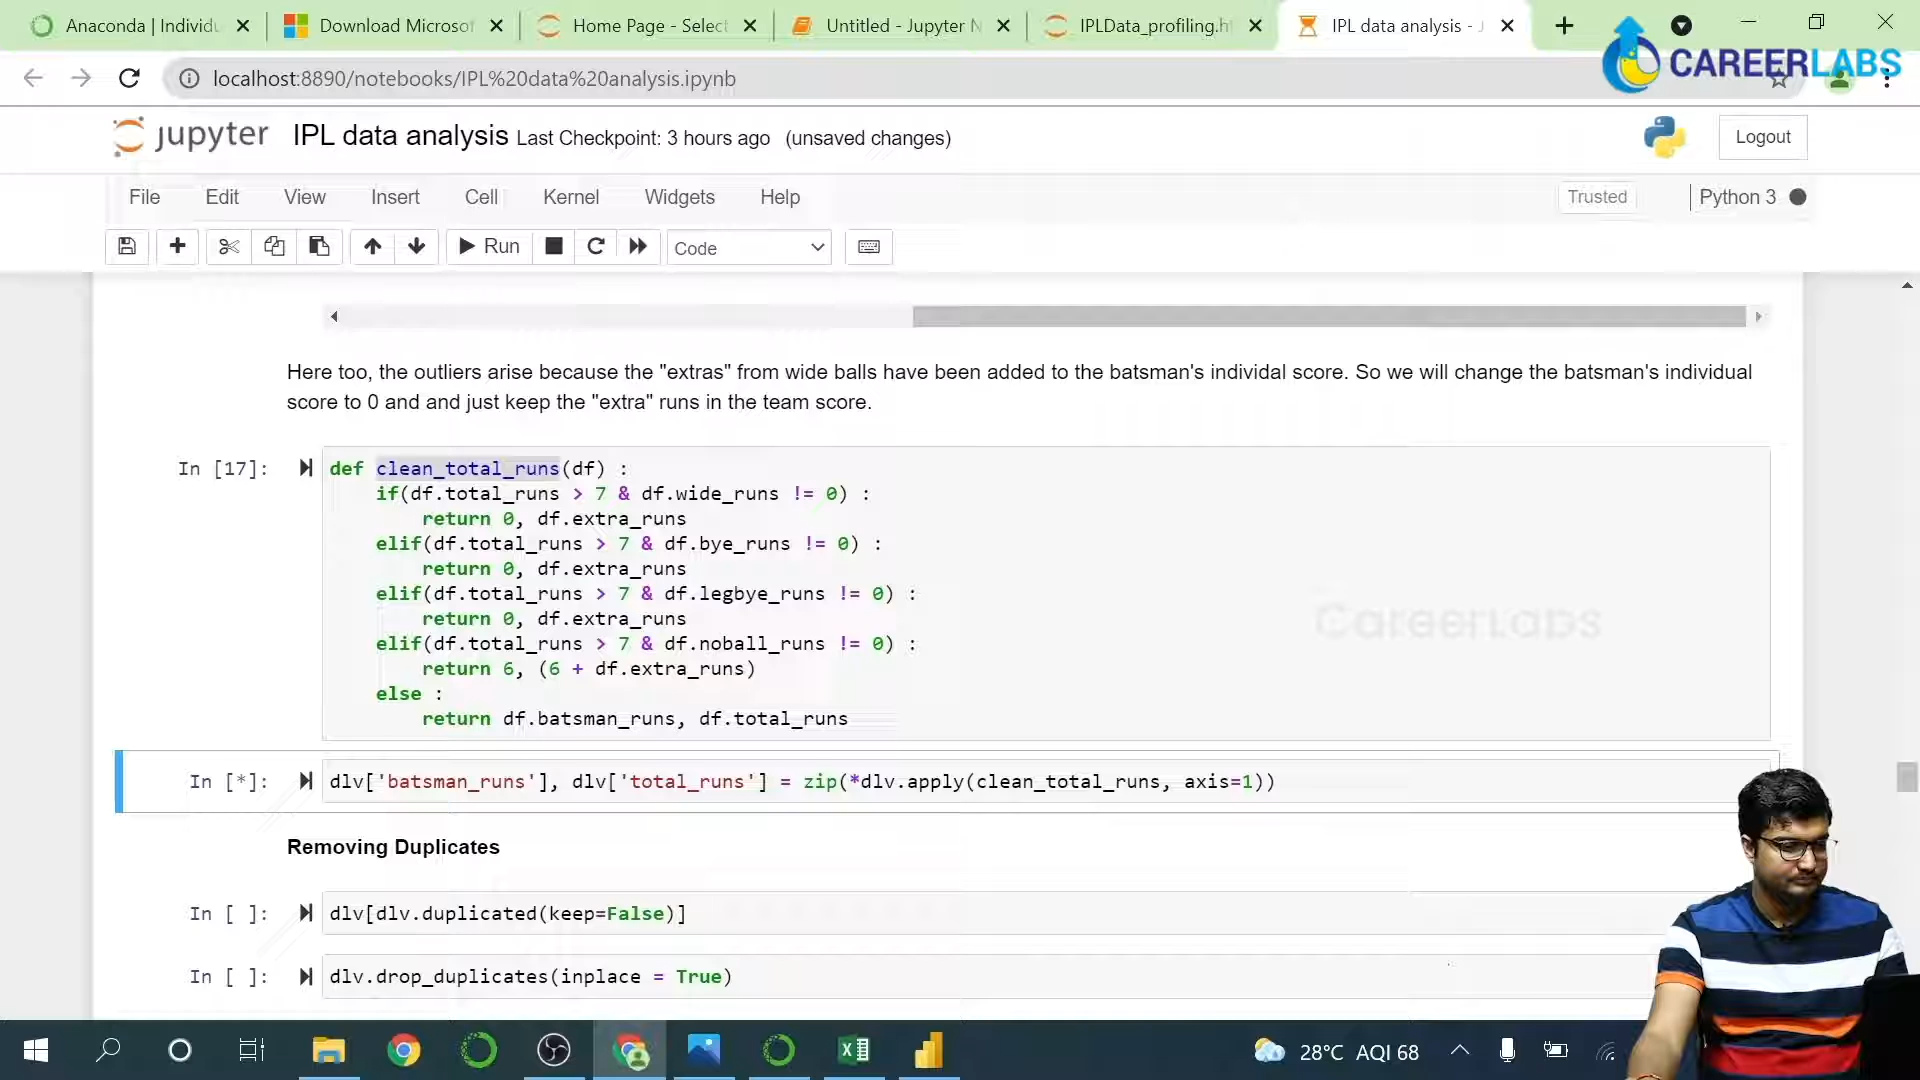 Anaconda | Individu
Download Microsof
Home Page - Select
Untitled - Jupyter N
IPLData_profiling.ht
IPL data analysis - J
CAREERLABS
localhost:8890/notebooks/IPL%20data%20analysis.ipynb
jupyter IPL data analysis Last Checkpoint: 3 hours ago (unsaved changes)
Logout
File Edit View Insert Cell Kernel Widgets Help
Trusted
Python 3
Run
Code
Here too, the outliers arise because the "extras" from wide balls have been added to the batsman's individal score. So we will change the batsman's individual
score to 0 and and just keep the "extra" runs in the team score.
In [17]: def clean_total_runs(df) :
if(df.total_runs > 7 & df.wide_runs != 0) :
return 0, df.extra_runs
elif(df.total_runs > 7 & df.bye_runs != 0) :
return 0, df.extra_runs
elif(df.total_runs > 7 & df.legbye_runs != 0) :
return 0, df.extra_runs
elif(df.total_runs > 7 & df.noball_runs != 0) :
return 6, (6 + df.extra_runs)
else :
return df.batsman_runs, df.total_runs
CareerLabs
In [*]: dlv['batsman_runs'], dlv['total_runs'] = zip(*dlv.apply(clean_total_runs, axis=1))
Removing Duplicates
In [ ]: dlv[dlv.duplicated(keep=False)]
In [ ]: dlv.drop_duplicates(inplace = True)
28°C AQI 68